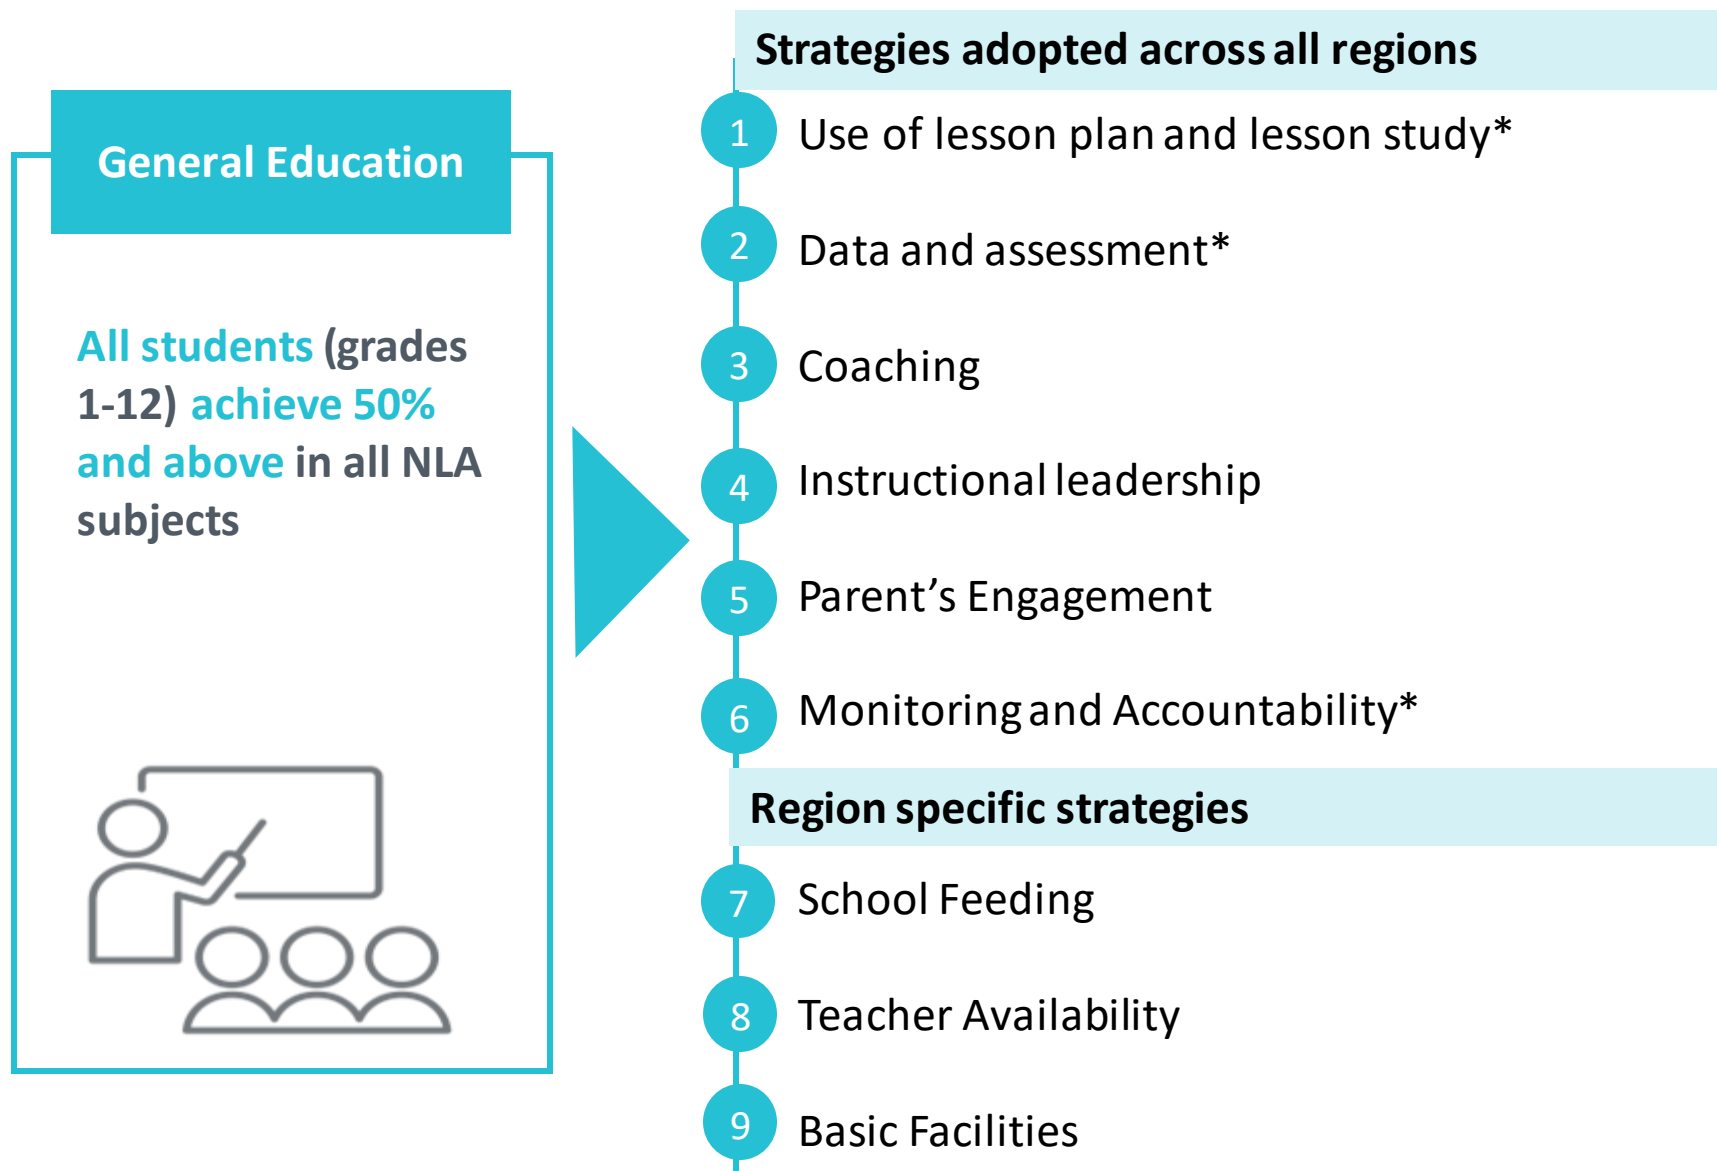 General Education
All students (grades
1-12) achieve 50%
and above in all NLA
subjects
Strategies adopted across all regions
1 Use of lesson plan and lesson study*
2 Data and assessment*
3 Coaching
4 Instructional leadership
5 Parent’s Engagement
6 Monitoring and Accountability*
Region specific strategies
7 School Feeding
8 Teacher Availability
9 Basic Facilities